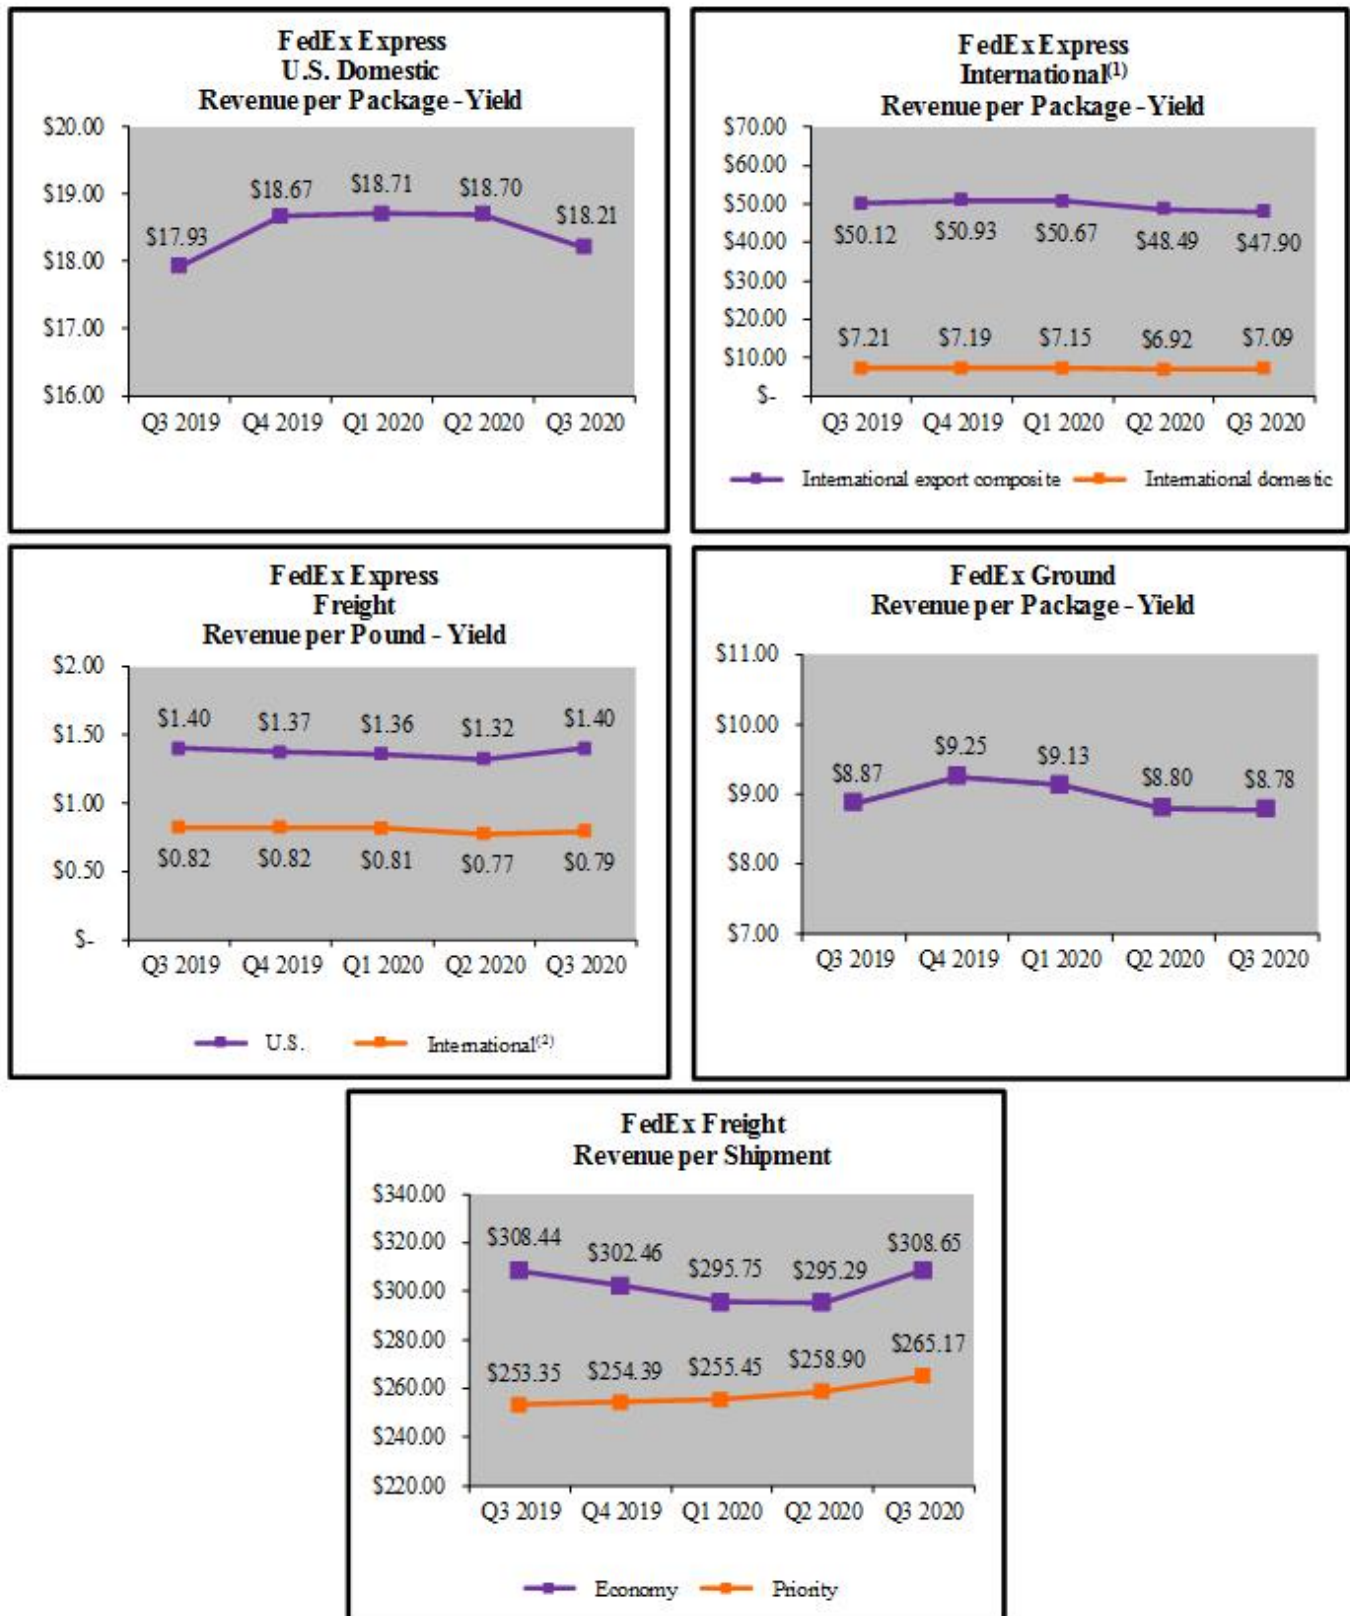 FedEx Express
U.S. Domestic
Revenue per Package - Yield
$20.00
$19.00
$18.00
$17.00
$16.00
$17.93
$18.67
$18.71
$18.70
$18.21
Q3 2019 Q4 2019 Q1 2020 Q2 2020 Q3 2020
FedEx Express
International(1)
Revenue per Package - Yield
$70.00
$60.00
$50.00
$40.00
$30.00
$20.00
$10.00
$-
$50.12 $50.93 $50.67 $48.49 $47.90
$7.21 $7.19 $7.15 $6.92 $7.09
Q3 2019 Q4 2019 Q1 2020 Q2 2020 Q3 2020
International export composite International domestic
FedEx Express
Freight
Revenue per Pound - Yield
$2.00
$1.50
$1.00
$0.50
$-
$1.40 $1.37 $1.36 $1.32 $1.40
$0.82 $0.82 $0.81 $0.77 $0.79
Q3 2019 Q4 2019 Q1 2020 Q2 2020 Q3 2020
U.S. International(2)
FedEx Ground
Revenue per Package - Yield
$11.00
$10.00
$9.00
$8.00
$7.00
$8.87 $9.25 $9.13 $8.80 $8.78
Q3 2019 Q4 2019 Q1 2020 Q2 2020 Q3 2020
FedEx Freight
Revenue per Shipment
$340.00
$320.00
$300.00
$280.00
$260.00
$240.00
$220.00
$308.44 $302.46 $295.75 $295.29 $308.65
$253.35 $254.39 $255.45 $258.90 $265.17
Q3 2019 Q4 2019 Q1 2020 Q2 2020 Q3 2020
Economy Priority